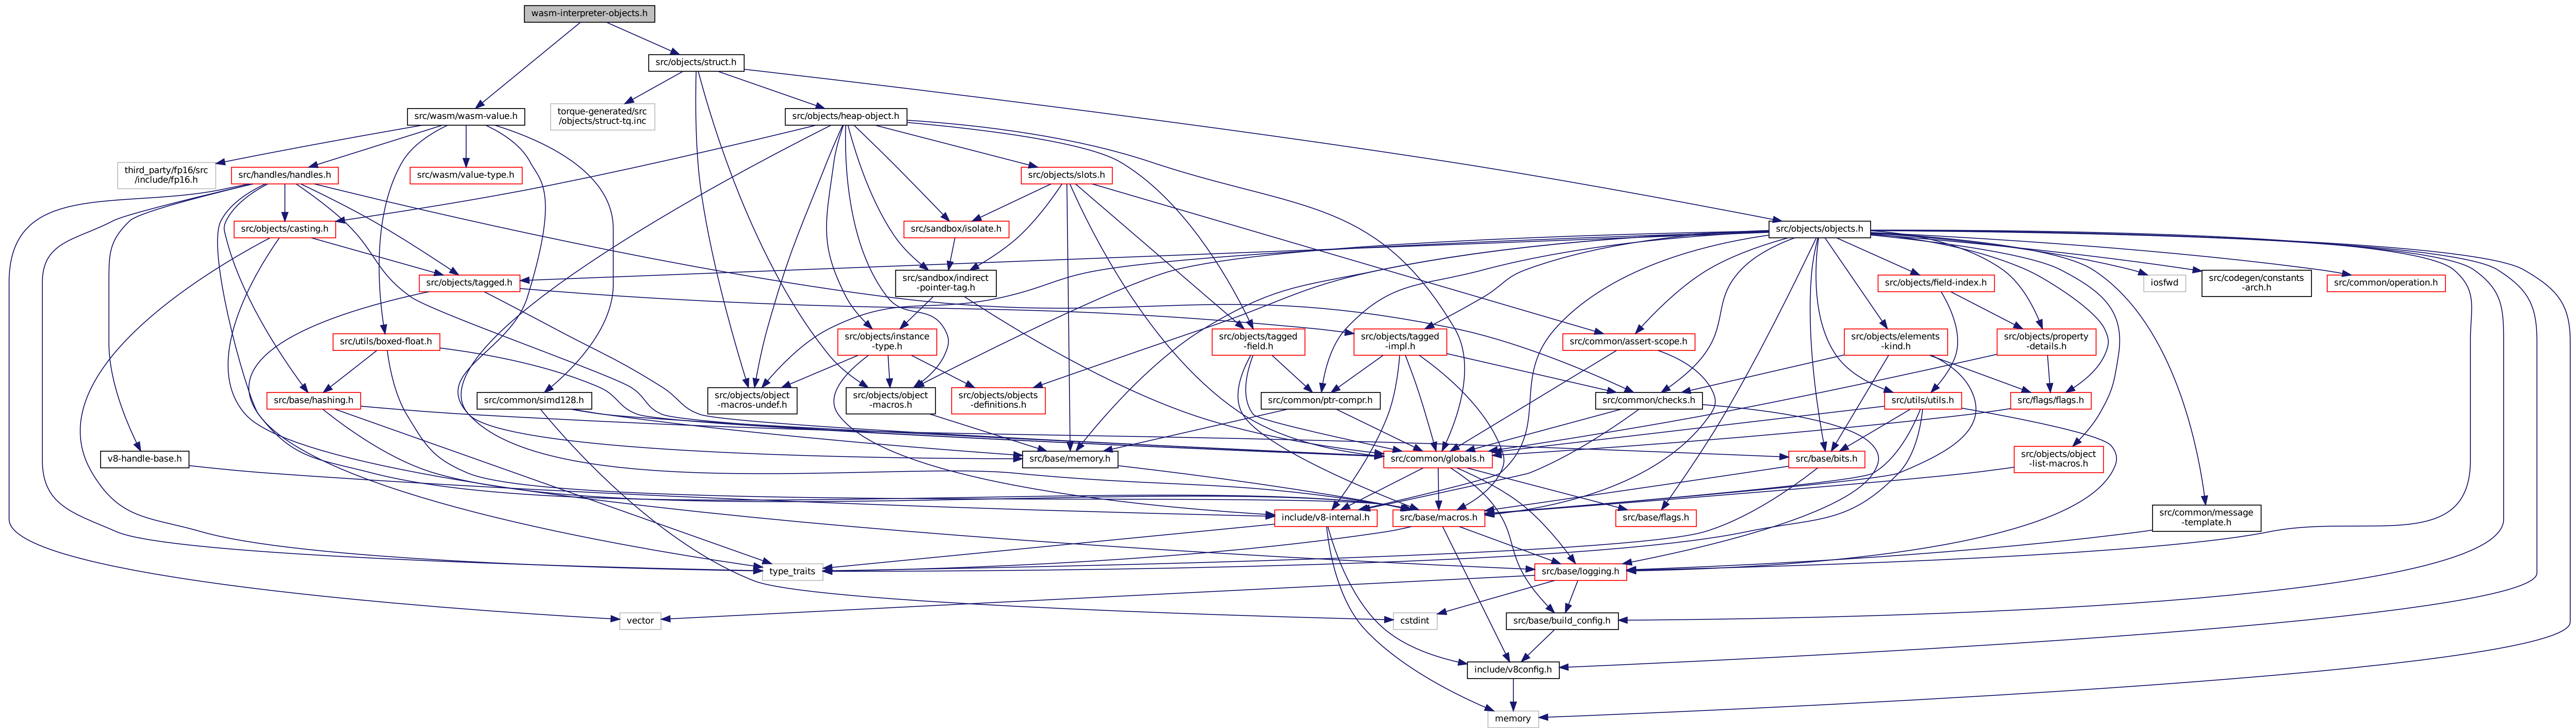 wasm-interpreter-objects.h
src/objects/struct.h
src/wasm/wasm-value.h
torque-generated/src
/objects/struct-tq.inc
src/objects/heap-object.h
third_party/fp16/src
/include/fp16.h
src/handles/handles.h
src/wasm/value-type.h
src/objects/slots.h
src/objects/casting.h
src/sandbox/isolate.h
src/objects/objects.h
src/objects/tagged.h
src/sandbox/indirect
-pointer-tag.h
src/objects/field-index.h
iosfwd
src/codegen/constants
-arch.h
src/common/operation.h
src/utils/boxed-float.h
src/objects/instance
-type.h
src/objects/tagged
-field.h
src/objects/tagged
-impl.h
src/common/assert-scope.h
src/objects/elements
-kind.h
src/objects/property
-details.h
src/base/hashing.h
src/common/simd128.h
src/objects/object
-macros-undef.h
src/objects/object
-macros.h
src/objects/objects
-definitions.h
src/common/ptr-compr.h
src/common/checks.h
src/utils/utils.h
src/flags/flags.h
v8-handle-base.h
src/base/memory.h
src/common/globals.h
src/base/bits.h
src/objects/object
-list-macros.h
include/v8-internal.h
src/base/macros.h
src/base/flags.h
src/common/message
-template.h
type_traits
src/base/logging.h
vector
cstdint
src/base/build_config.h
include/v8config.h
memory